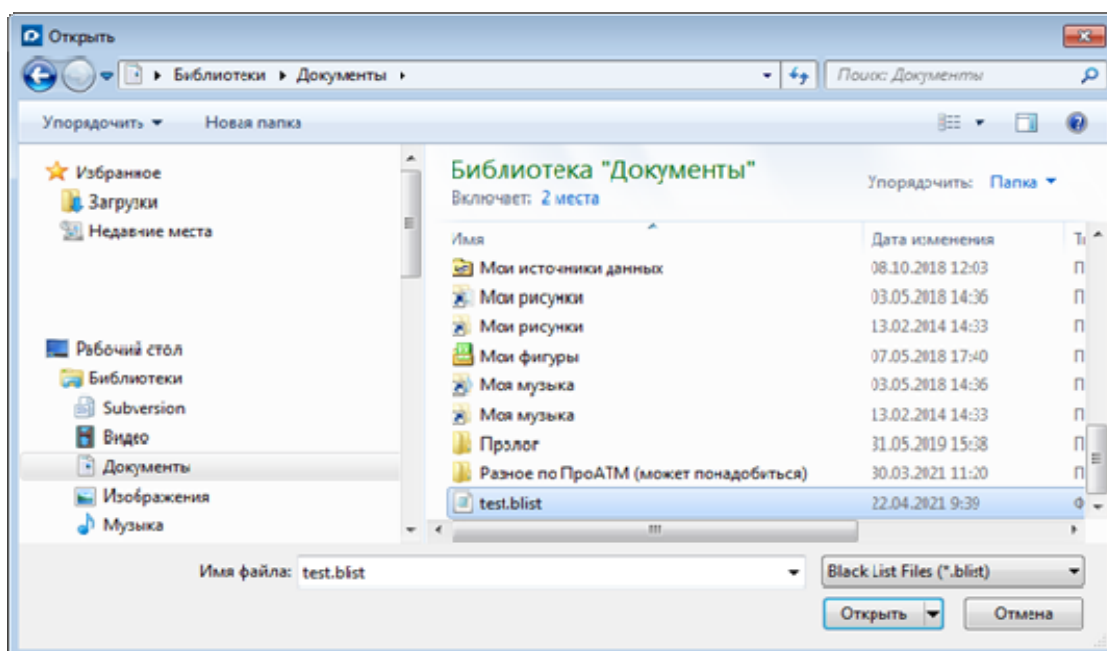 Открыть
Библиотеки Документы
Поиск: Документы
Упорядочить Новая папка
Избранное
Загрузки
Недавние места
Рабочий стол
Библиотеки
Subversion
Видео
Документы
Изображения
Музыка
Библиотека "Документы"
Включает: 2 места
Упорядочить: Папка
Имя Дата изменения
Мои источники данных 08.10.2018 12:03 П
Мои рисунки 03.05.2018 14:36 П
Мои рисунки 13.02.2014 14:33 П
Мои фигуры 07.05.2018 17:40 П
Моя музыка 03.05.2018 14:36 П
Моя музыка 13.02.2014 14:33 П
Пролог 31.05.2019 15:38 П
Разное по ПроАТМ (может понадобиться) 30.03.2021 11:20 П
test.blist 22.04.2021 9:39 Ф
Имя файла: test.blist Black List Files (*.blist)
Открыть Отмена